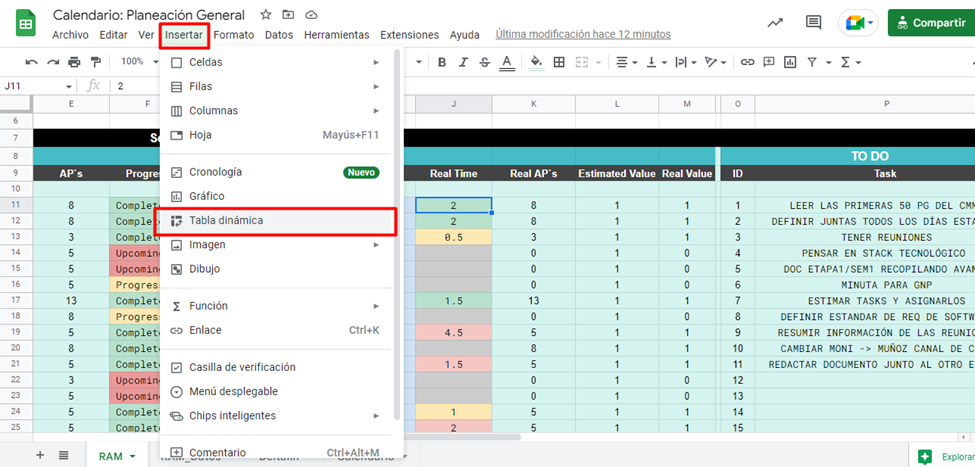 Calendario: Planeación General
Archivo Editar Ver Insertar Formato Datos Herramientas Extensiones Ayuda Última modificación hace 12 minutos
Compartir
100%
B I S A
J11 fx 2
Celdas
Filas
Columnas
Hoja Mayús+F11
Cronología Nuevo
Gráfico
Tabla dinámica
Imagen
Dibujo
Función
Enlace Ctrl+K
Casilla de verificación
Menú desplegable
Chips inteligentes
Comentario Ctrl+Alt+M
E F J K L M O P
6
7
8 TO DO
9 AP`s Progres Real Time Real AP`s Estimated Value Real Value ID Task
10
11 8 Complet 2 8 1 1 1 LEER LAS PRIMERAS 50 PG DEL CMM
12 8 Complet 2 8 1 1 2 DEFINIR JUNTAS TODOS LOS DÍAS ESTA
13 3 Complet 0.5 3 1 1 3 TENER REUNIONES
14 5 Upcoming 0 1 0 4 PENSAR EN STACK TECNOLÓGICO
15 5 Upcoming 0 1 0 5 DOC ETAPA1/SEM1 RECOPILANDO AVAN
16 5 Progres 0 1 0 6 MINUTA PARA GNP
17 13 Complet 1.5 13 1 1 7 ESTIMAR TASKS Y ASIGNARLOS
18 8 Progres 0 1 0 8 DEFINIR ESTANDAR DE REQ DE SOFTW
19 5 Complet 4.5 5 1 1 9 RESUMIR INFORMACIÓN DE LAS REUNIO
20 5 Complet 8 1 1 10 CAMBIAR MONI -> MUÑOZ CANAL DE C
21 5 Complet 1.5 5 1 1 11 REDACTAR DOCUMENTO JUNTO AL OTRO E
22 3 Upcoming 0 1 0 12
23 5 Upcoming 0 1 0 13
24 5 Complet 1 5 1 1 14
25 5 Complet 2 5 1 1 15
RAM
Explorar